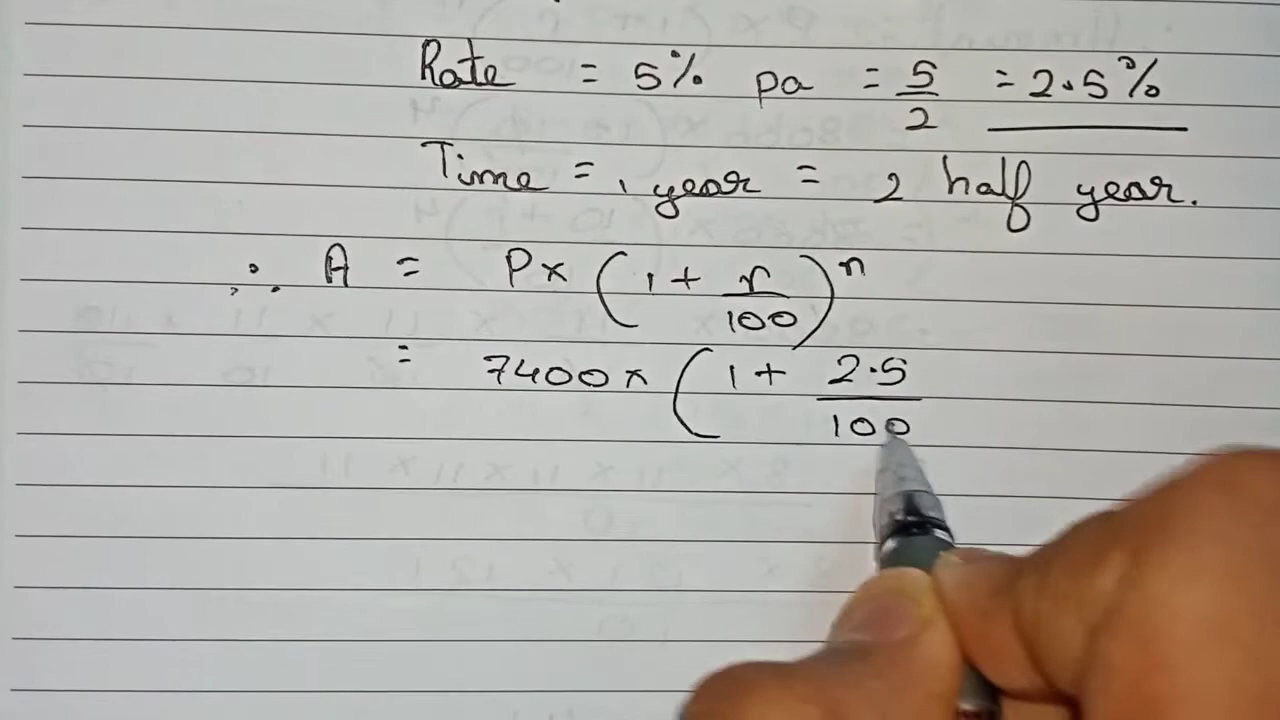 Rate = 5% pa = 5/2 = 2.5%
Time = 1 year = 2 half year.
∴ A = P × (1 + r/100)^n
= 7400 × (1 + 2.5/100